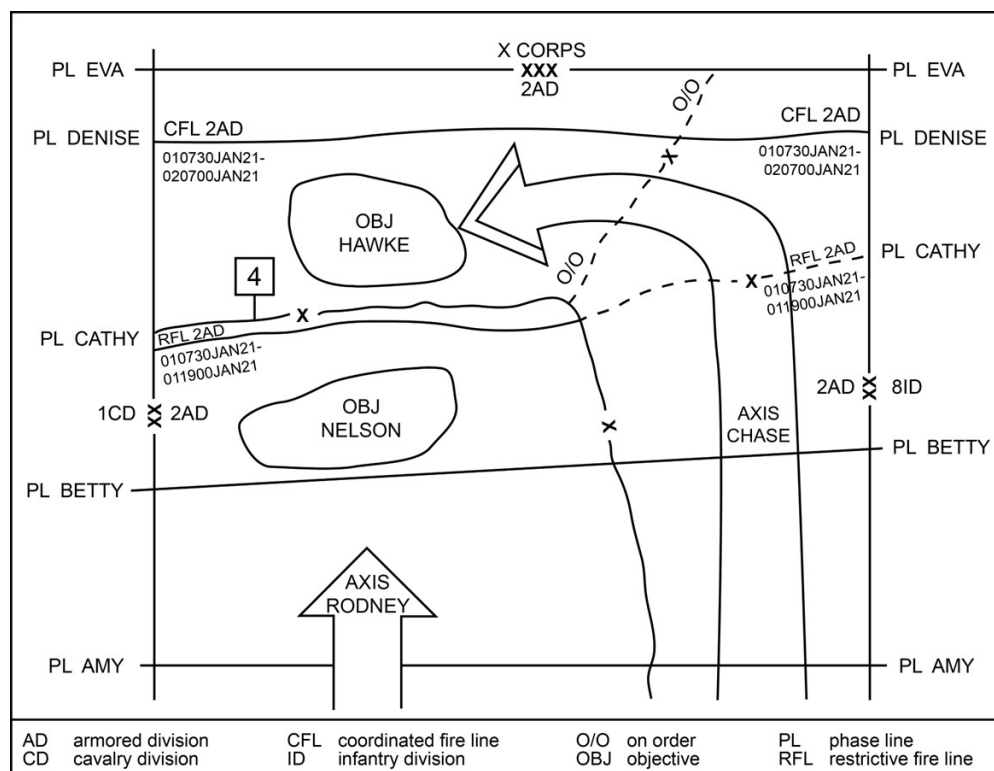 X CORPS
PL EVA
XXX
PL EVA
2AD
O/O
PL DENISE
CFL 2AD
CFL 2AD
PL DENISE
010730JAN21-
020700JAN21
X
010730JAN21-
020700JAN21
OBJ
HAWKE
PL CATHY
RFL 2AD
O/O
4
X
010730JAN21-
011900JAN21
X
PL CATHY
RFL 2AD
010730JAN21-
011900JAN21
2AD XX 8ID
1CD XX 2AD
OBJ
NELSON
X
AXIS
CHASE
PL BETTY
PL BETTY
AXIS
RODNEY
PL AMY
PL AMY
AD armored division
CFL coordinated fire line
O/O on order
PL phase line
CD cavalry division
ID infantry division
OBJ objective
RFL restrictive fire line